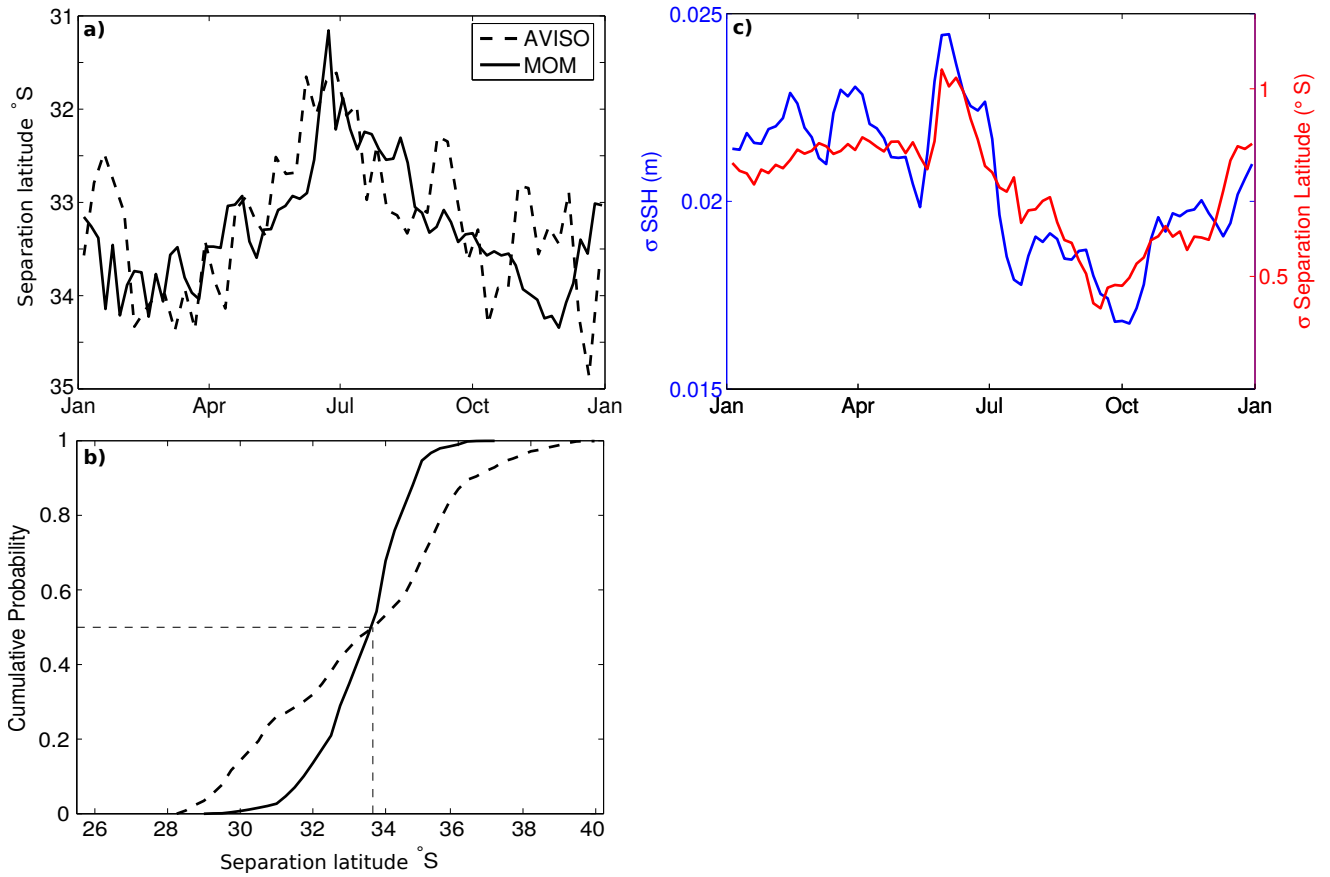 a)
31
32
33
34
35
Separation latitude °S
AVISO
MOM
Jan
Apr
Jul
Oct
Jan
c)
0.025
0.02
0.015
σ SSH (m)
1
0.5
σ Separation Latitude (° S)
Jan
Apr
Jul
Oct
Jan
b)
1
0.8
0.6
0.4
0.2
0
Cumulative Probability
26
28
30
32
34
36
38
40
Separation latitude °S